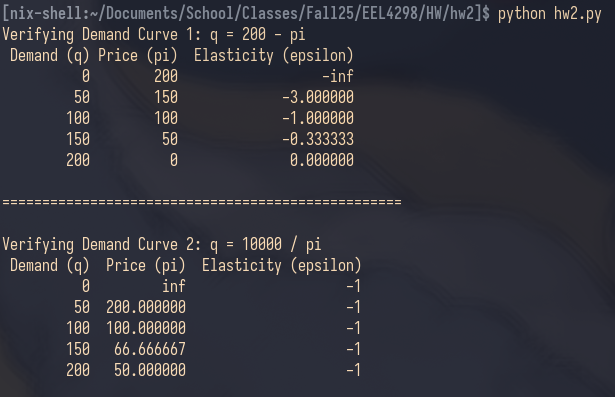 [nix-shell:~/Documents/School/Classes/Fall25/EEL4298/HW/hw2]$ python hw2.py
Verifying Demand Curve 1: q = 200 - pi
Demand (q) Price (pi) Elasticity (epsilon)
0 200 -inf
50 150 -3.000000
100 100 -1.000000
150 50 -0.333333
200 0 0.000000
==================================================
Verifying Demand Curve 2: q = 10000 / pi
Demand (q) Price (pi) Elasticity (epsilon)
0 inf -1
50 200.000000 -1
100 100.000000 -1
150 66.666667 -1
200 50.000000 -1